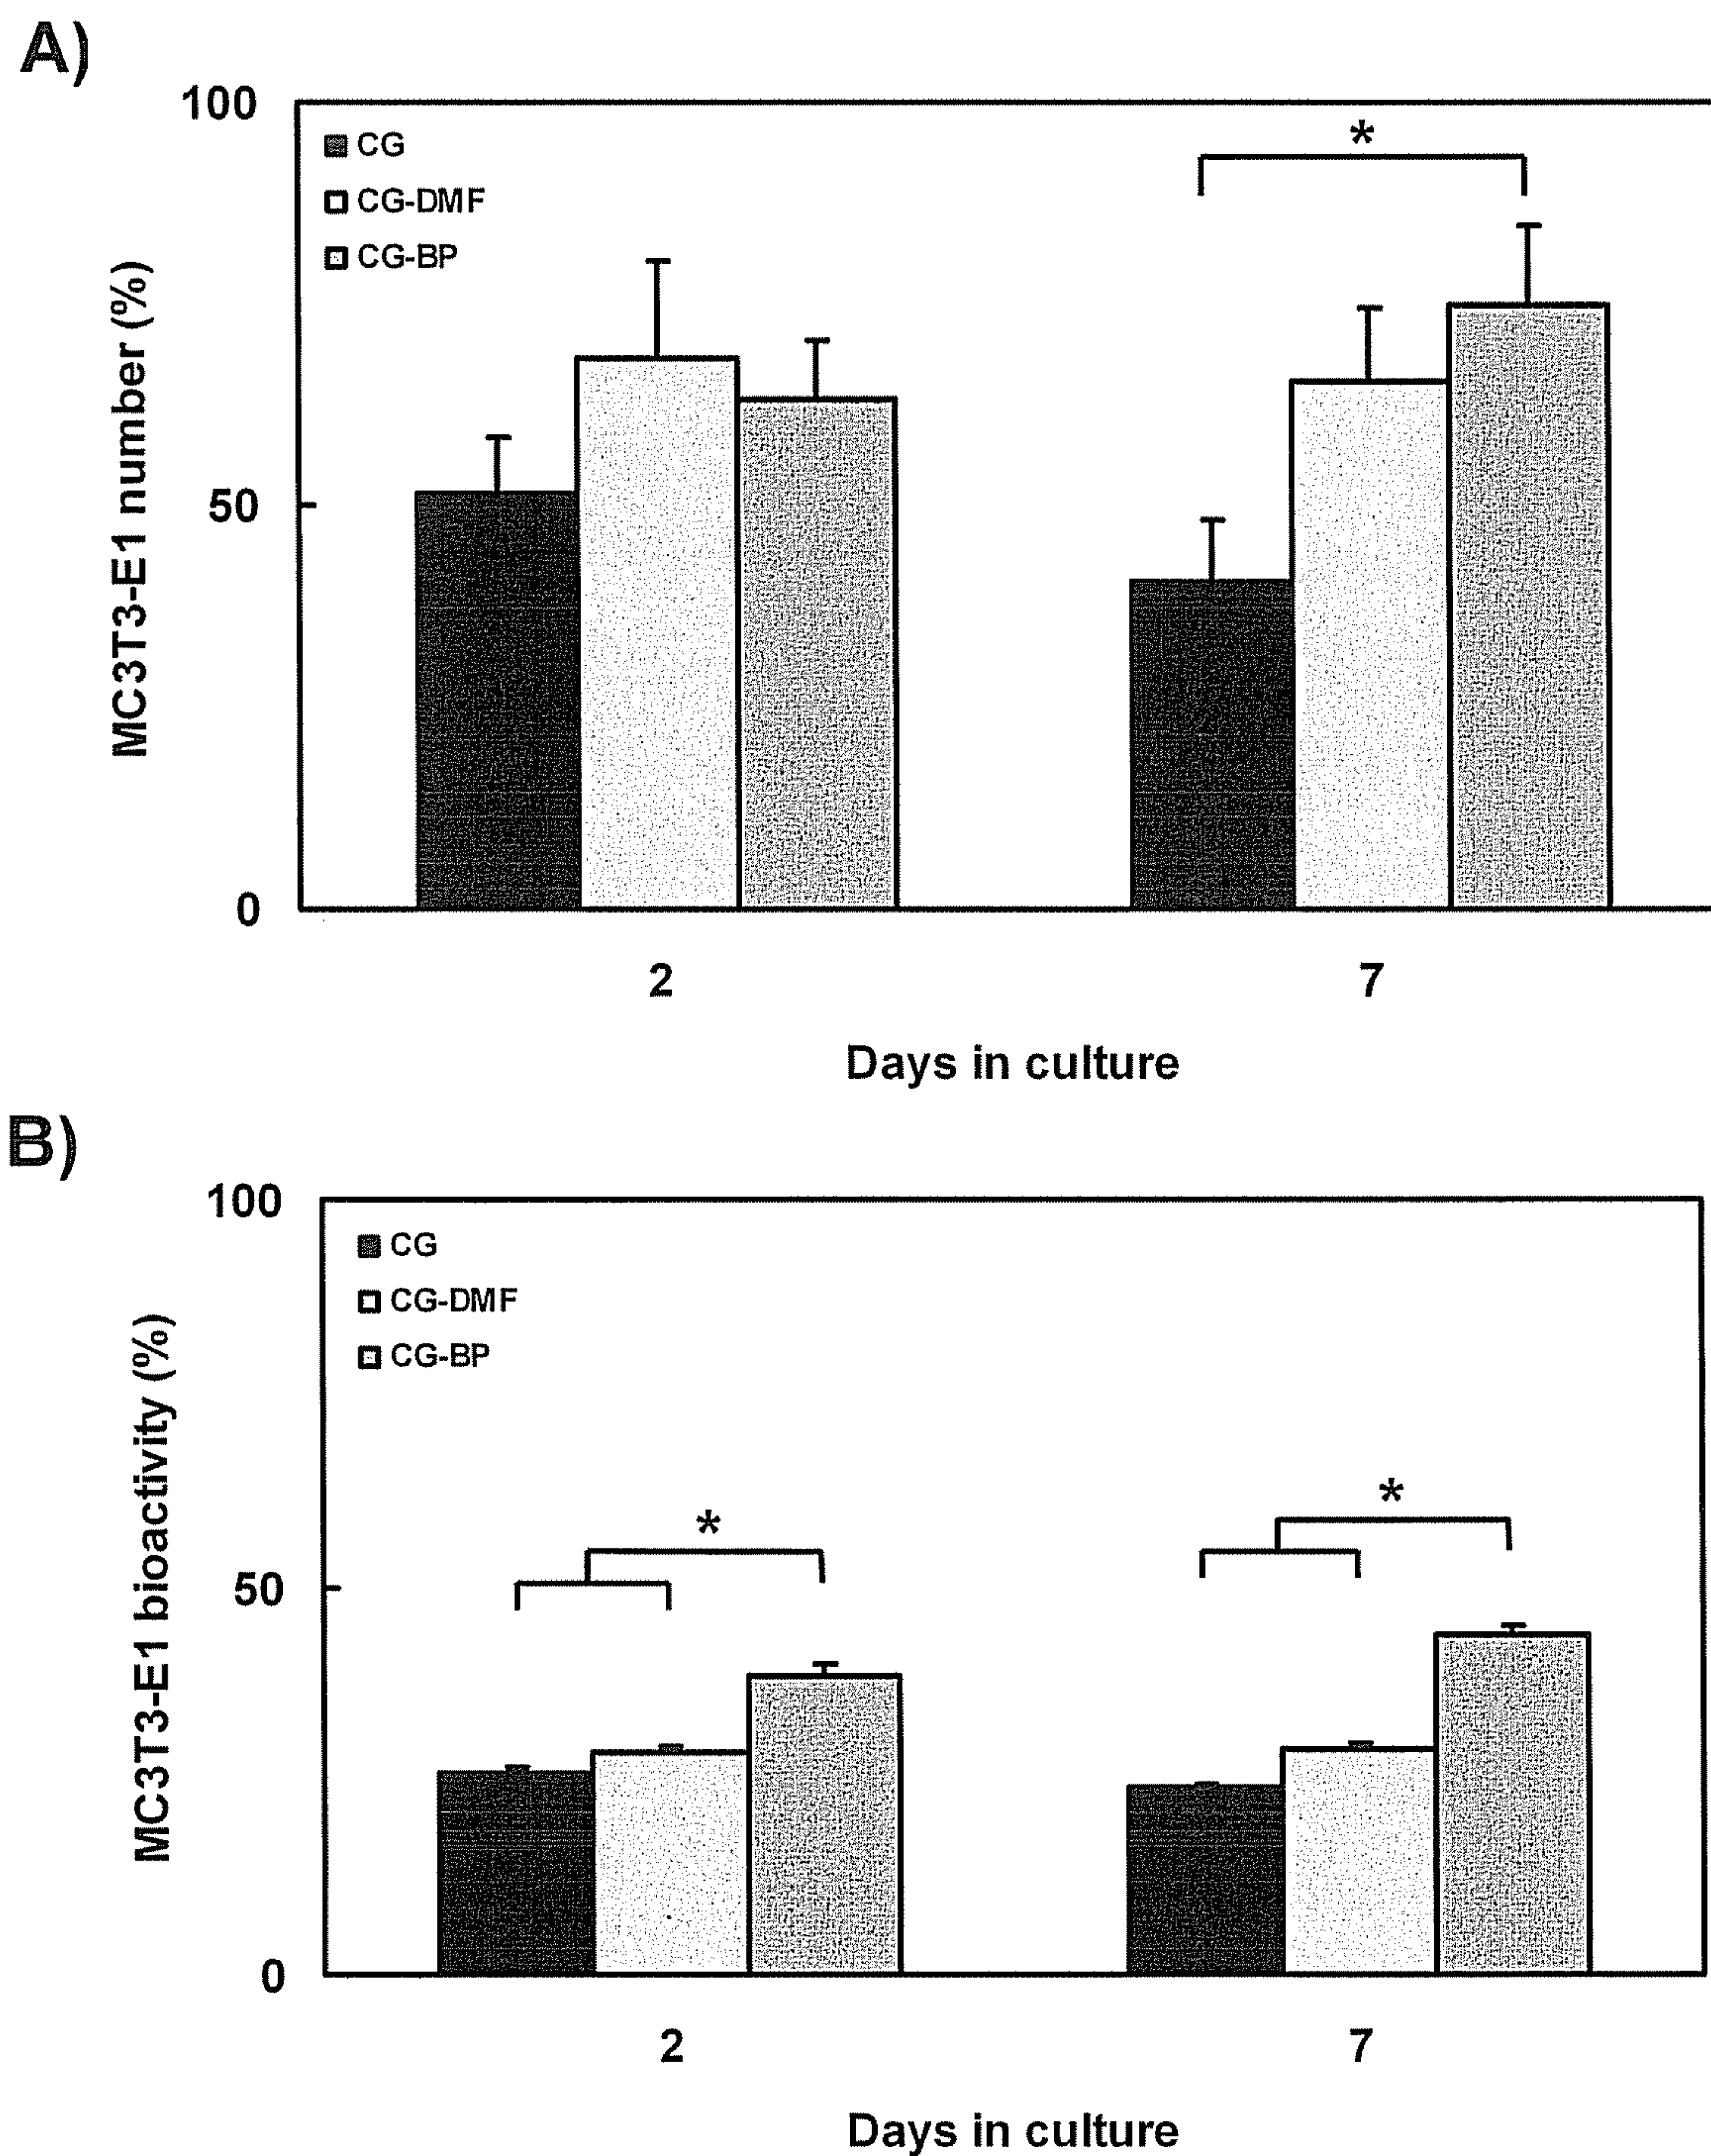 A)
100
CG
CG-DMF
CG-BP
*
MC3T3-E1 number (%)
50
0
2 7
Days in culture
B)
100
CG
CG-DMF
CG-BP
MC3T3-E1 bioactivity (%)
*
*
50
0
2 7
Days in culture